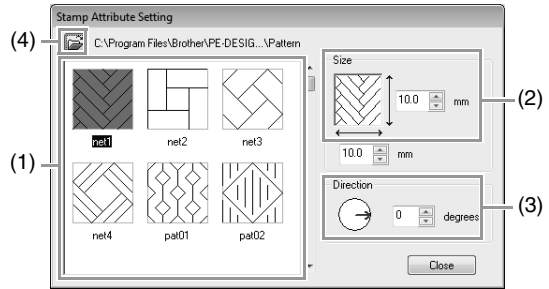 Stamp Attribute Setting
(4)
C:\Program Files\Brother\PE-DESIG...\Pattern
Size
10.0 mm
(2)
net1 net2 net3
(1)
10.0 mm
Direction
0 degrees
(3)
net4 pat01 pat02
Close